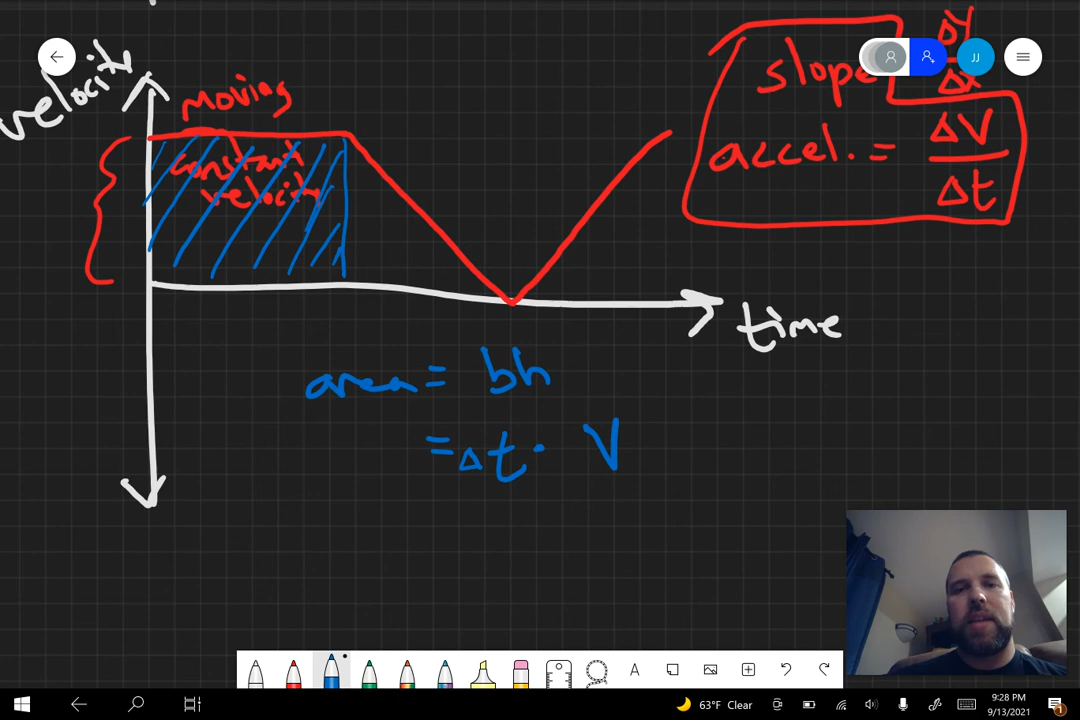 velocity
moving
constant
velocity
slope ΔY
Δx
accel. = ΔV
Δt
time
area = bh
= Δt · V
JJ
A
63°F Clear
9:28 PM
9/13/2021
1